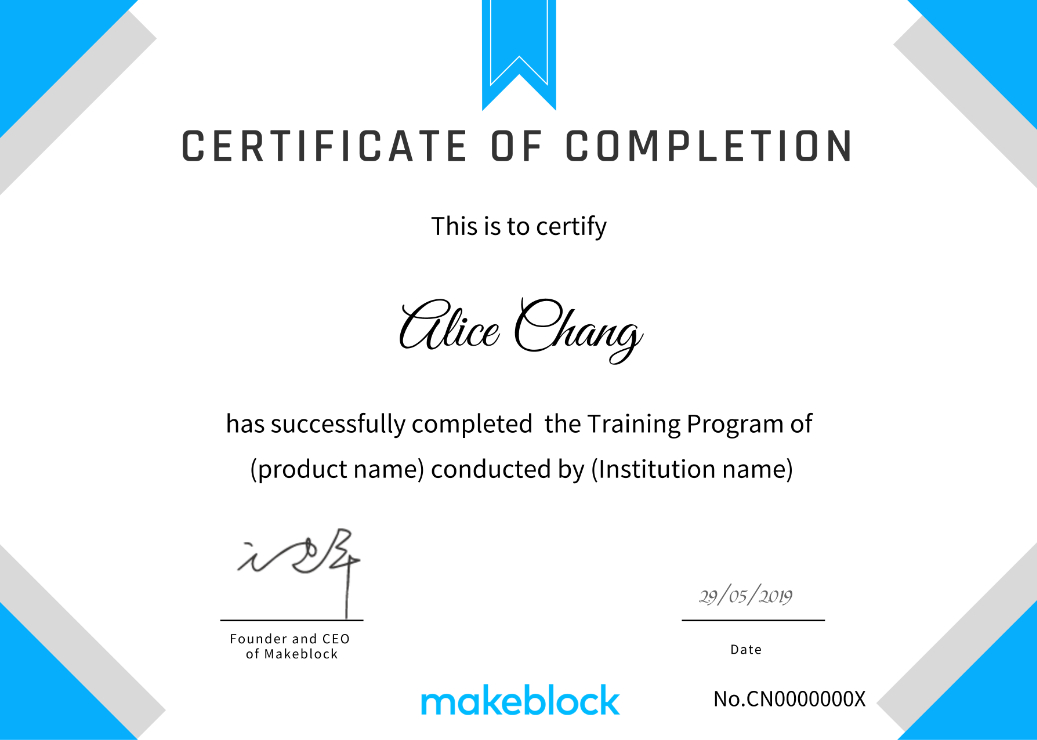 CERTIFICATE OF COMPLETION
This is to certify
Alice Chang
has successfully completed  the Training Program of
(product name) conducted by (Institution name)
29/05/2019
Founder and CEO
of Makeblock
Date
makeblock
No.CN0000000X